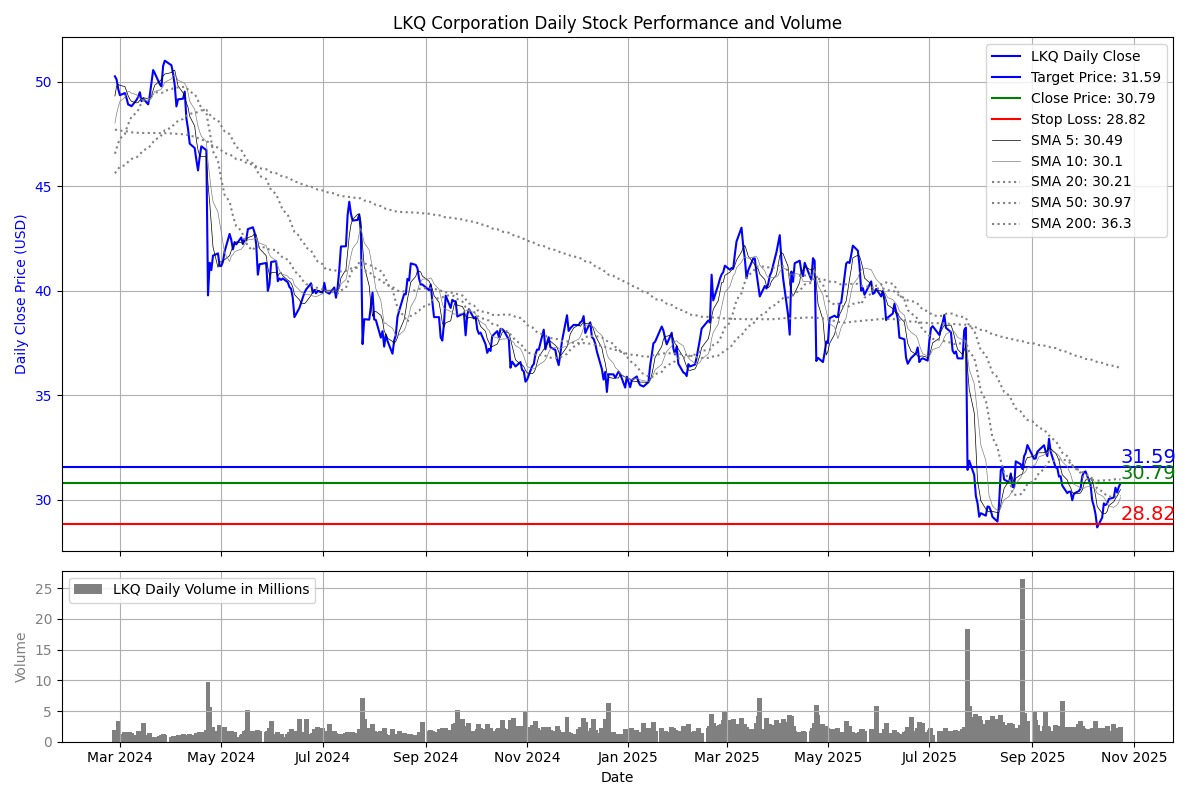 LKQ Corporation Daily Stock Performance and Volume
LKQ Daily Close
Target Price: 31.59
Close Price: 30.79
Stop Loss: 28.82
SMA 5: 30.49
SMA 10: 30.1
SMA 20: 30.21
SMA 50: 30.97
SMA 200: 36.3
Daily Close Price (USD)
50
45
40
35
30
31.59
30.79
28.82
LKQ Daily Volume in Millions
Volume
25
20
15
10
5
0
Mar 2024
May 2024
Jul 2024
Sep 2024
Nov 2024
Jan 2025
Mar 2025
May 2025
Jul 2025
Sep 2025
Nov 2025
Date